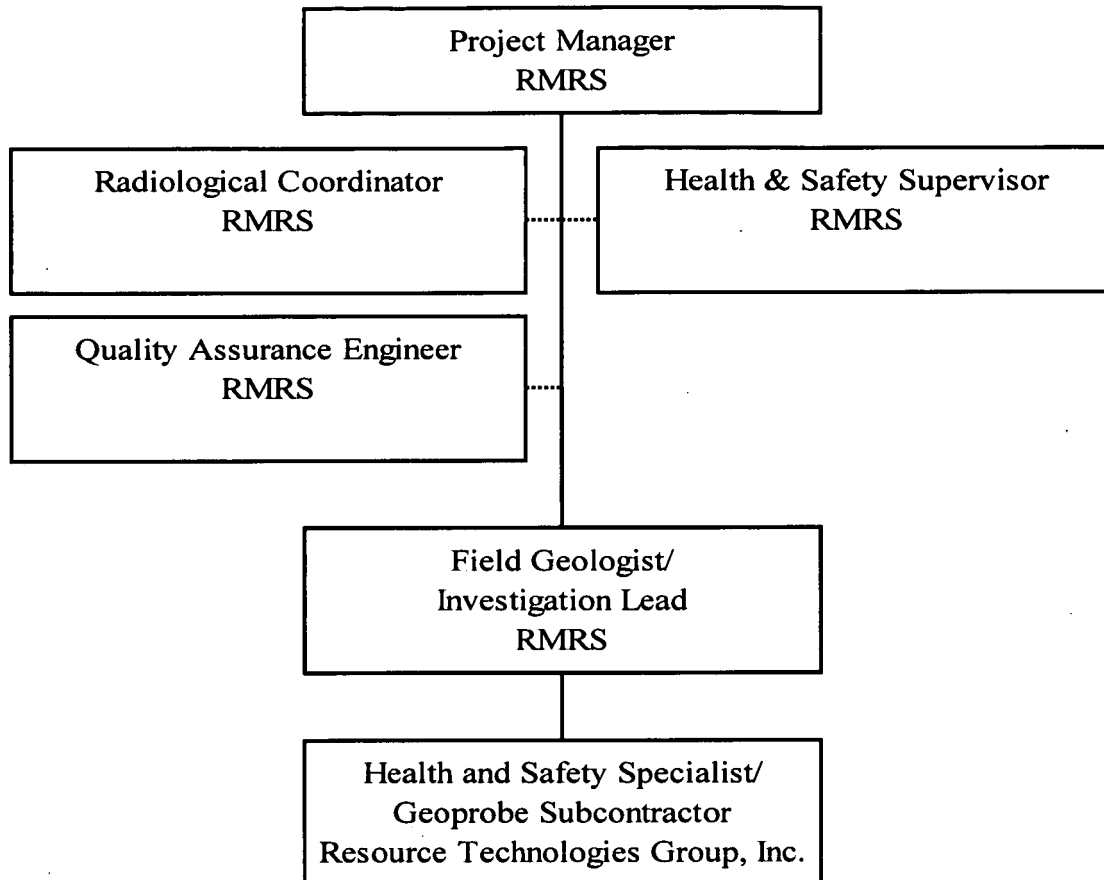 Project Manager
RMRS
Radiological Coordinator
RMRS
Health & Safety Supervisor
RMRS
Quality Assurance Engineer
RMRS
Field Geologist/
Investigation Lead
RMRS
Health and Safety Specialist/
Geoprobe Subcontractor
Resource Technologies Group, Inc.